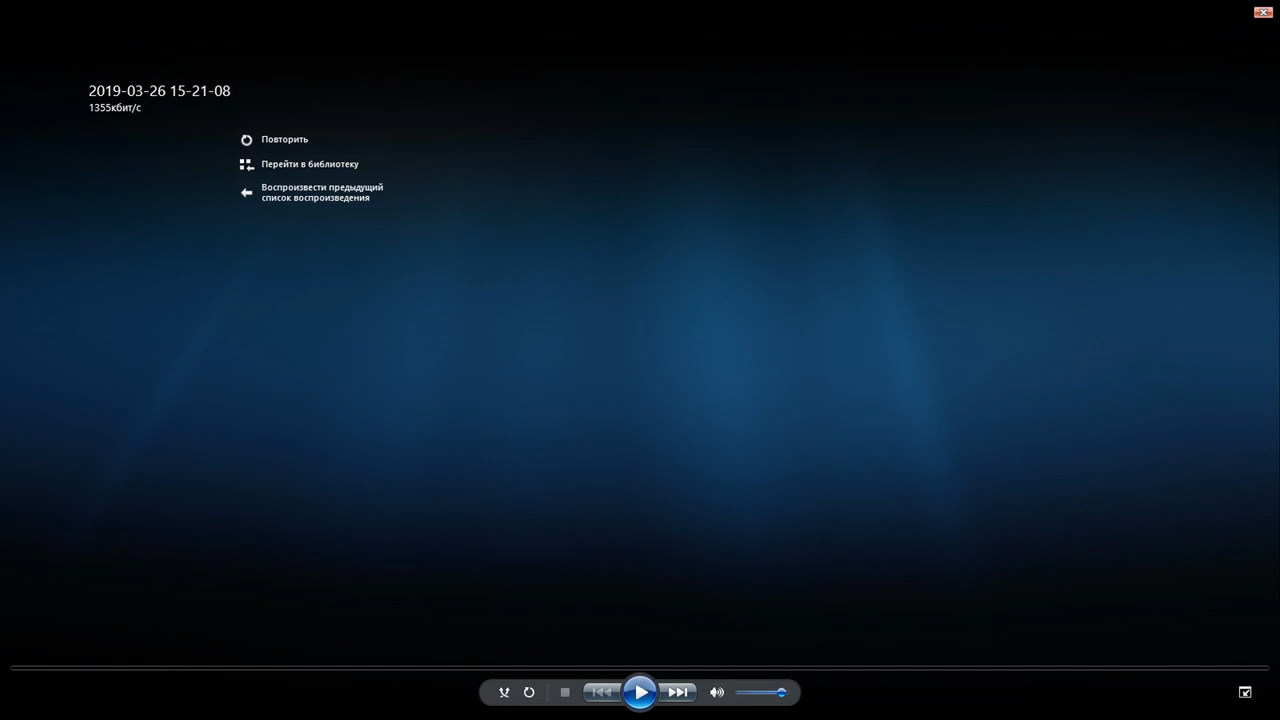 2019-03-26 15-21-08
1355кбит/с
Повторить
Перейти в библиотеку
Воспроизвести предыдущий
список воспроизведения